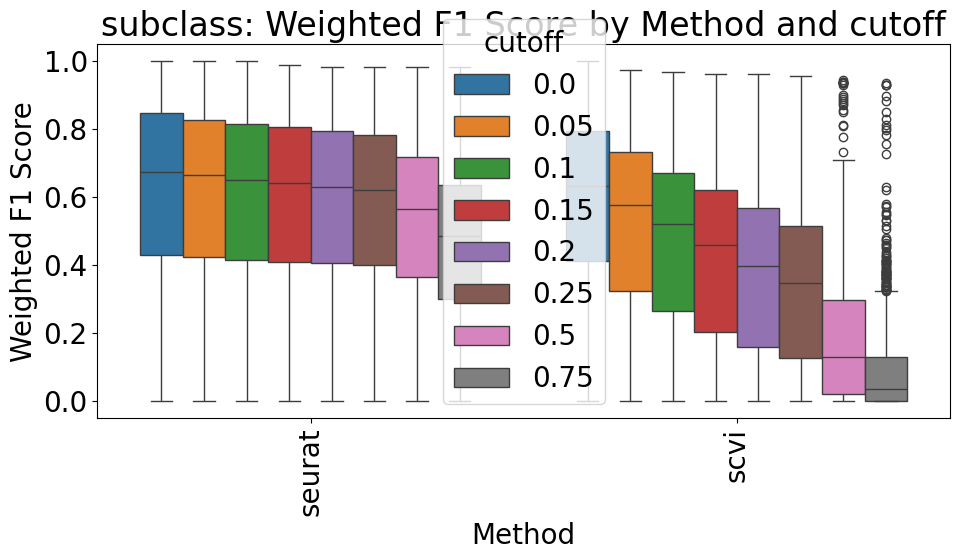 subclass: Weighted F1 Score by Method and cutoff
cutoff
0.0
0.05
0.1
0.15
0.2
0.25
0.5
0.75
Weighted F1 Score
1.0
0.8
0.6
0.4
0.2
0.0
seurat
scvi
Method